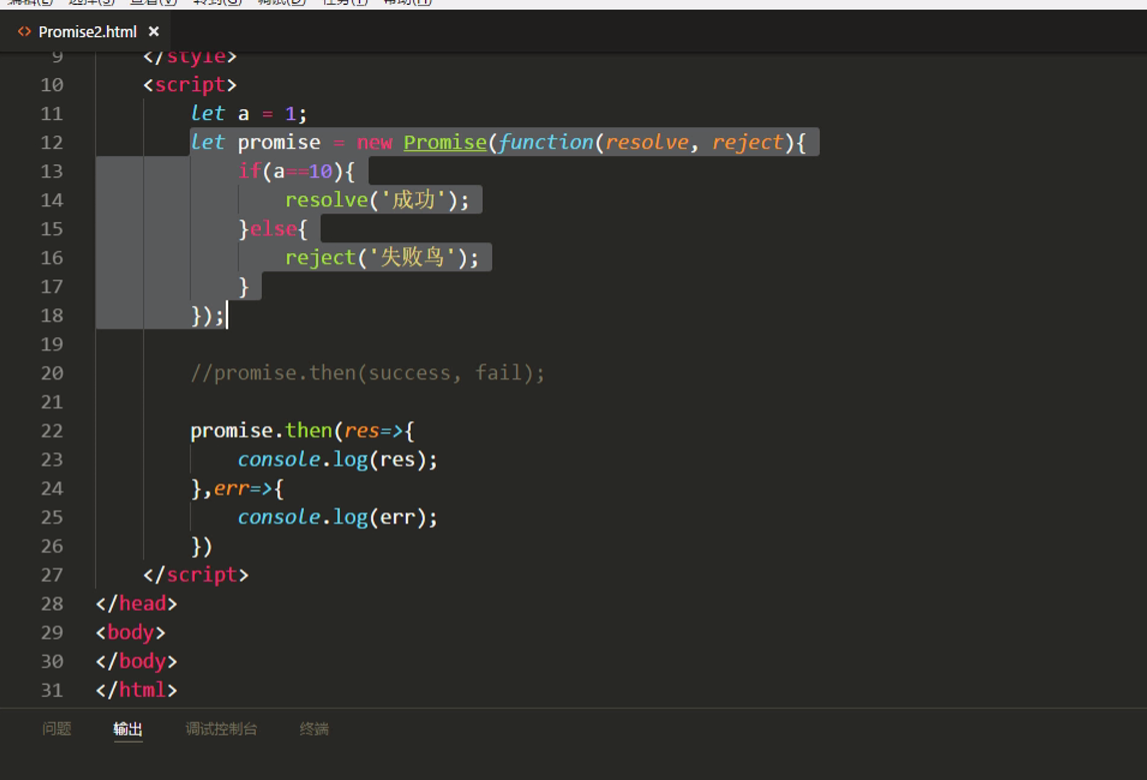 Promise2.html
9 </style>
10 <script>
11 let a = 1;
12 let promise = new Promise(function(resolve, reject){
13 if(a==10){
14 resolve('成功');
15 }else{
16 reject('失败鸟');
17 }
18 });
19
20 //promise.then(success, fail);
21
22 promise.then(res=>{
23 console.log(res);
24 },err=>{
25 console.log(err);
26 })
27 </script>
28 </head>
29 <body>
30 </body>
31 </html>
问题 输出 调试控制台 终端